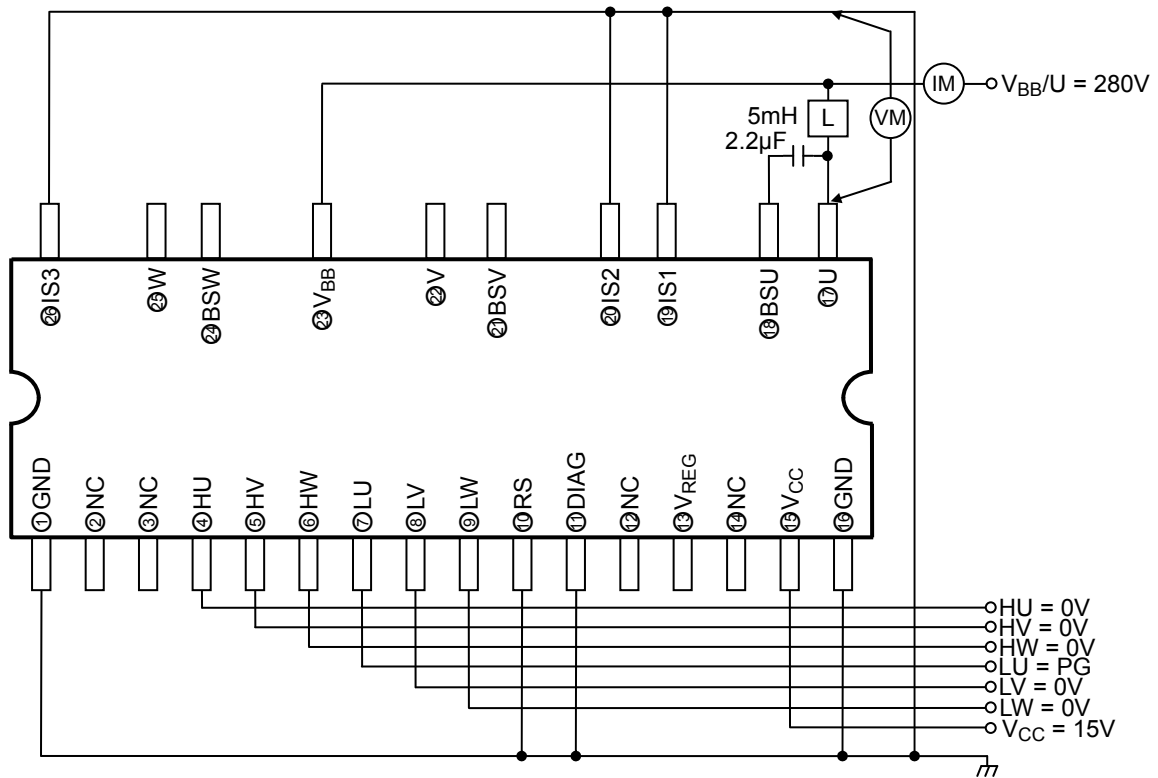 IM
V_BB/U = 280V
5mH
L
VM
2.2µF
㉖IS3
㉕W
㉔BSW
㉓V_BB
㉒V
㉑BSV
⑳IS2
⑲IS1
⑱BSU
⑰U
①GND
②NC
③NC
④HU
⑤HV
⑥HW
⑦LU
⑧LV
⑨LW
⑩RS
⑪DIAG
⑫NC
⑬V_REG
⑭NC
⑮V_CC
⑯GND
HU = 0V
HV = 0V
HW = 0V
LU = PG
LV = 0V
LW = 0V
V_CC = 15V